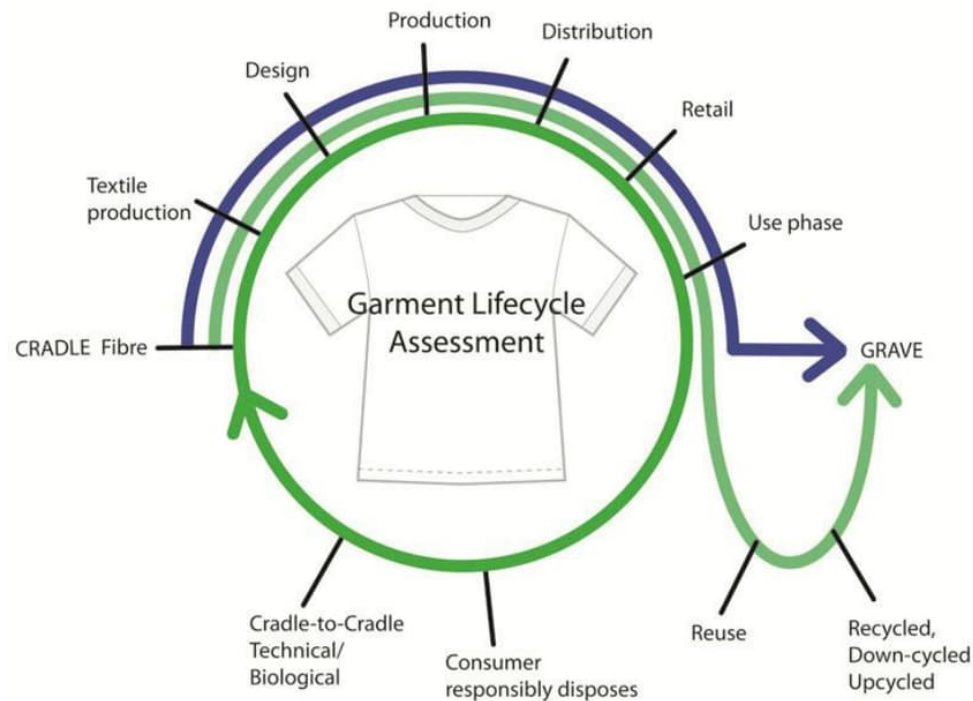 Production
Distribution
Design
Retail
Textile
production
Use phase
Garment Lifecycle
Assessment
CRADLE Fibre
GRAVE
Cradle-to-Cradle
Technical/
Biological
Consumer
responsibly disposes
Reuse
Recycled,
Down-cycled
Upcycled